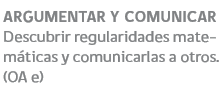 ARGUMENTAR Y COMUNICAR
Descubrir regularidades mate-
máticas y comunicarlas a otros.
(OA e)